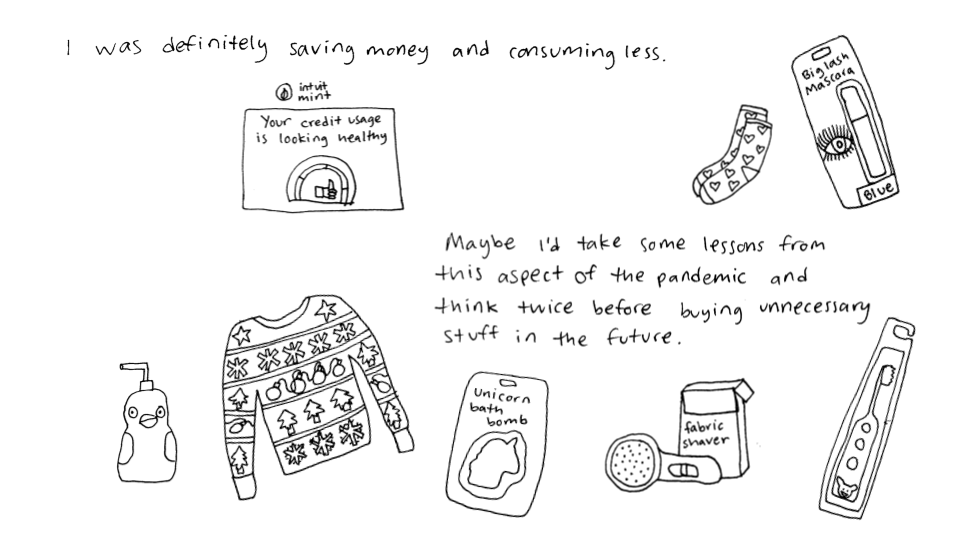 I was definitely saving money and consuming less.
intuit
mint
Your credit usage
is looking healthy
Big lash
Mascara
Blue
Maybe I'd take some lessons from
this aspect of the pandemic and
think twice before buying unnecessary
stuff in the future.
Unicorn
bath
bomb
fabric
shaver